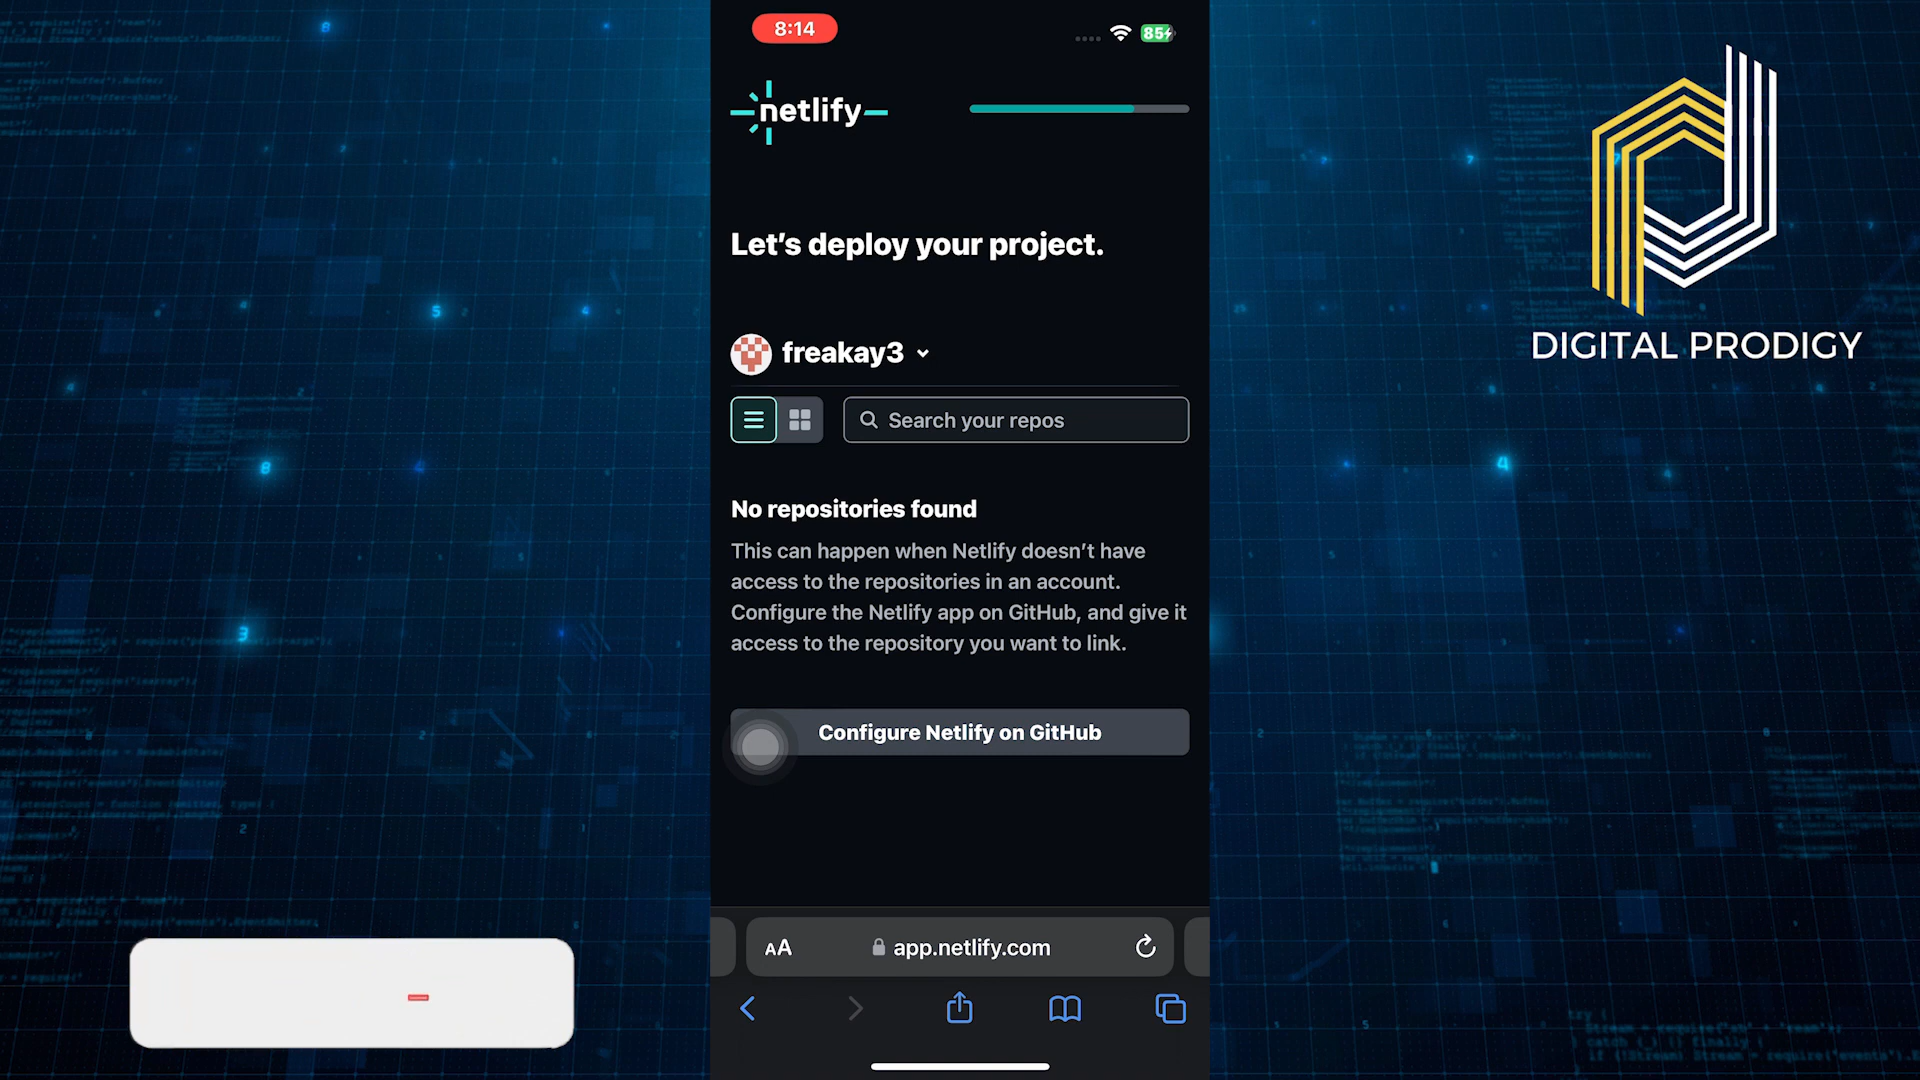 8:14
85
netlify
Let's deploy your project.
freakay3
Search your repos
No repositories found
This can happen when Netlify doesn't have
access to the repositories in an account.
Configure the Netlify app on GitHub, and give it
access to the repository you want to link.
Configure Netlify on GitHub
AA
app.netlify.com
DIGITAL PRODIGY